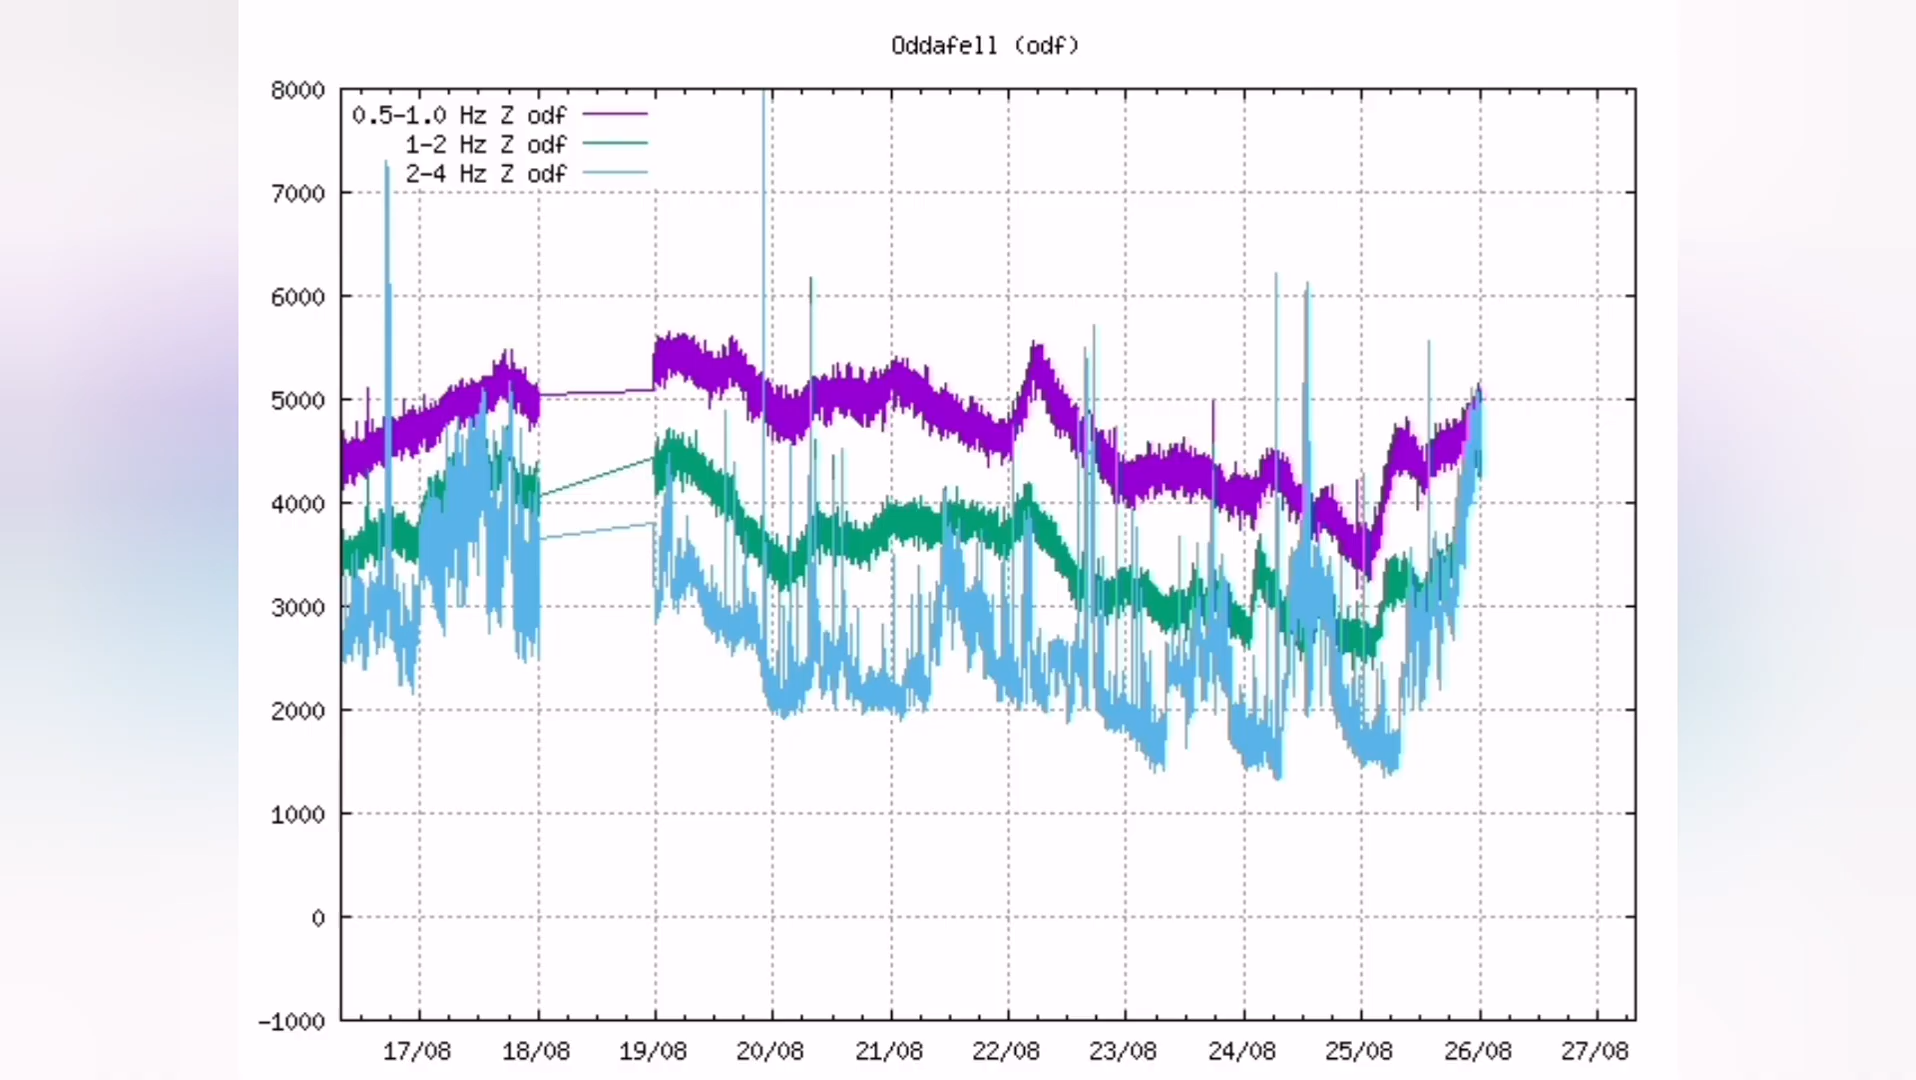 Oddafell (odf)
8000
0.5-1.0 Hz Z odf
1-2 Hz Z odf
2-4 Hz Z odf
7000
6000
5000
4000
3000
2000
1000
0
-1000
17/08 18/08 19/08 20/08 21/08 22/08 23/08 24/08 25/08 26/08 27/08